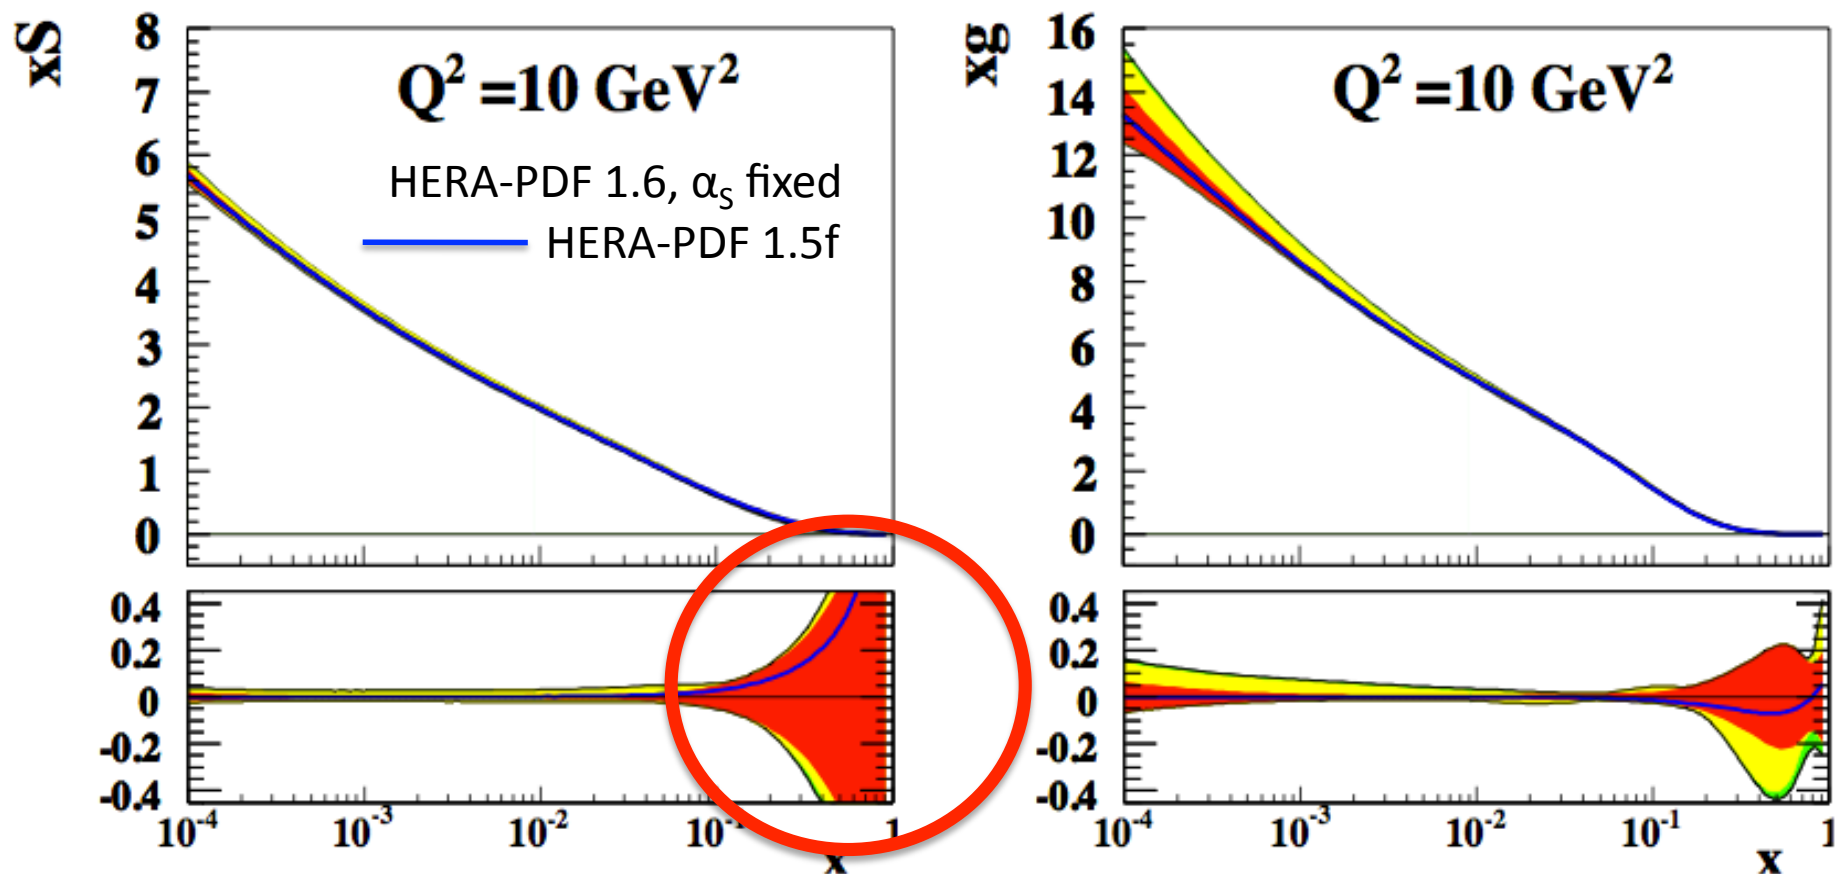 xS
8
7
6
5
4
3
2
1
0
Q² =10 GeV²
HERA-PDF 1.6, αₛ fixed
HERA-PDF 1.5f
0.4
0.2
0
-0.2
-0.4
10⁻⁴ 10⁻³ 10⁻² 10⁻¹ 1
x
xg
16
14
12
10
8
6
4
2
0
Q² =10 GeV²
0.4
0.2
0
-0.2
-0.4
10⁻⁴ 10⁻³ 10⁻² 10⁻¹ 1
x